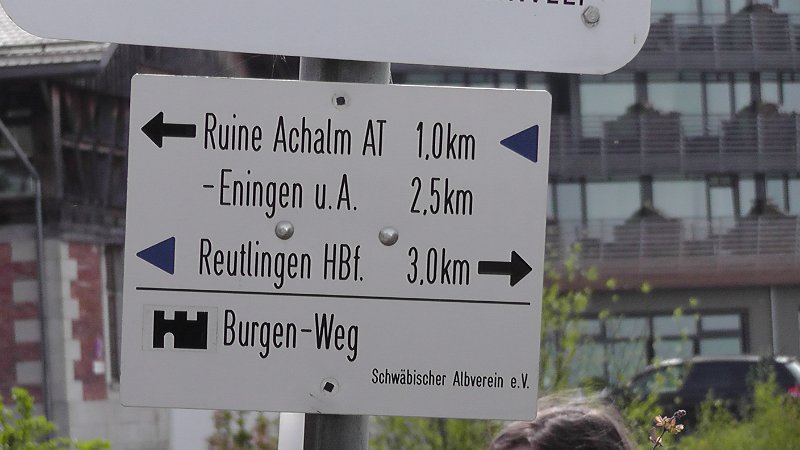 Ruine Achalm AT 1,0km
-Eningen u.A. 2,5km
Reutlingen HBf. 3,0km
Burgen-Weg
Schwäbischer Albverein e.V.